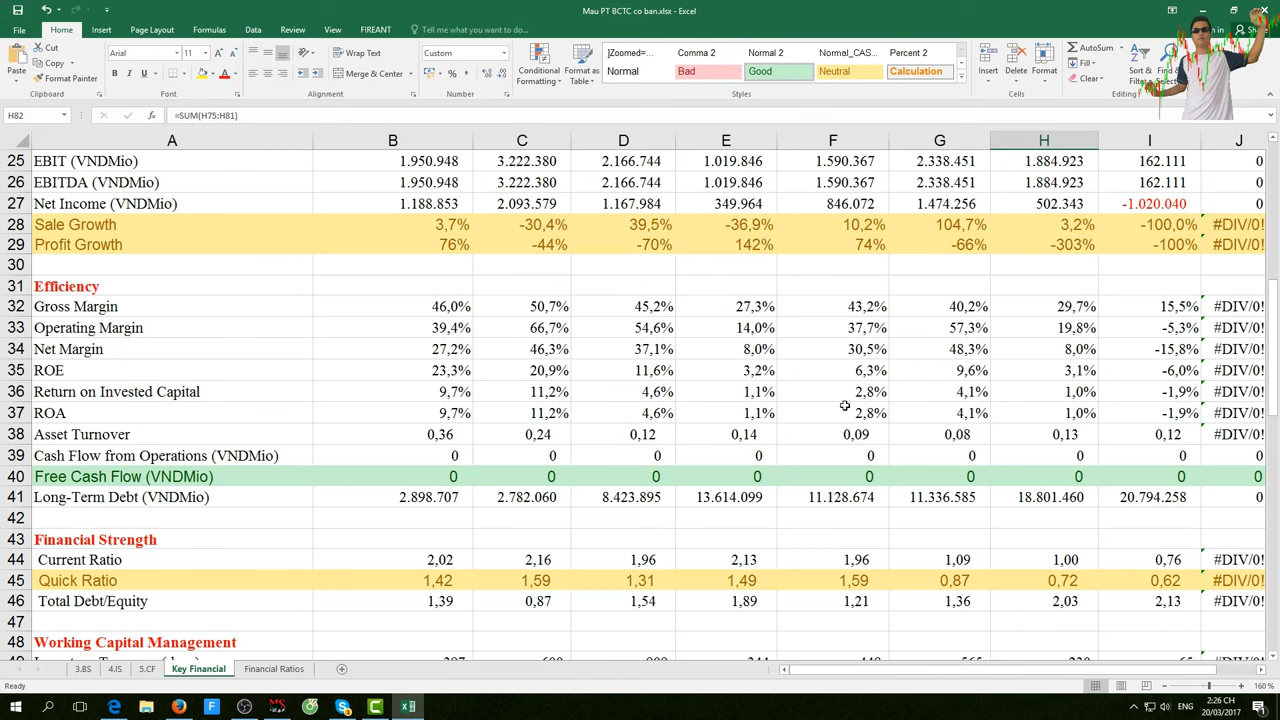 Mau PT BCTC co ban.xlsx - Excel
File Home Insert Page Layout Formulas Data Review View FIREANT Tell me what you want to do...
Cut
Copy
Format Painter
Paste
Clipboard
Arial 11
Font
Wrap Text
Merge & Center
Alignment
Custom
Number
Conditional Formatting
Format as Table
]Zoomed=... Comma 2 Normal 2 Normal_CAS... Percent 2
Normal Bad Good Neutral Calculation
Styles
Insert Delete Format
Cells
AutoSum
Fill
Clear
H82 =SUM(H75:H81)
A B C D E F G H I J
25 EBIT (VNDMio) 1.950.948 3.222.380 2.166.744 1.019.846 1.590.367 2.338.451 1.884.923 162.111 0
26 EBITDA (VNDMio) 1.950.948 3.222.380 2.166.744 1.019.846 1.590.367 2.338.451 1.884.923 162.111 0
27 Net Income (VNDMio) 1.188.853 2.093.579 1.167.984 349.964 846.072 1.474.256 502.343 -1.020.040 0
28 Sale Growth 3,7% -30,4% 39,5% -36,9% 10,2% 104,7% 3,2% -100,0% #DIV/0!
29 Profit Growth 76% -44% -70% 142% 74% -66% -303% -100% #DIV/0!
30
31 Efficiency
32 Gross Margin 46,0% 50,7% 45,2% 27,3% 43,2% 40,2% 29,7% 15,5% #DIV/0!
33 Operating Margin 39,4% 66,7% 54,6% 14,0% 37,7% 57,3% 19,8% -5,3% #DIV/0!
34 Net Margin 27,2% 46,3% 37,1% 8,0% 30,5% 48,3% 8,0% -15,8% #DIV/0!
35 ROE 23,3% 20,9% 11,6% 3,2% 6,3% 9,6% 3,1% -6,0% #DIV/0!
36 Return on Invested Capital 9,7% 11,2% 4,6% 1,1% 2,8% 4,1% 1,0% -1,9% #DIV/0!
37 ROA 9,7% 11,2% 4,6% 1,1% 2,8% 4,1% 1,0% -1,9% #DIV/0!
38 Asset Turnover 0,36 0,24 0,12 0,14 0,09 0,08 0,13 0,12 #DIV/0!
39 Cash Flow from Operations (VNDMio) 0 0 0 0 0 0 0 0 0
40 Free Cash Flow (VNDMio) 0 0 0 0 0 0 0 0 0
41 Long-Term Debt (VNDMio) 2.898.707 2.782.060 8.423.895 13.614.099 11.128.674 11.336.585 18.801.460 20.794.258 0
42
43 Financial Strength
44 Current Ratio 2,02 2,16 1,96 2,13 1,96 1,09 1,00 0,76 #DIV/0!
45 Quick Ratio 1,42 1,59 1,31 1,49 1,59 0,87 0,72 0,62 #DIV/0!
46 Total Debt/Equity 1,39 0,87 1,54 1,89 1,21 1,36 2,03 2,13 #DIV/0!
47
48 Working Capital Management
3.BS 4.IS 5.CF Key Financial Financial Ratios
Ready 160 %
ENG 2:26 CH
20/03/2017